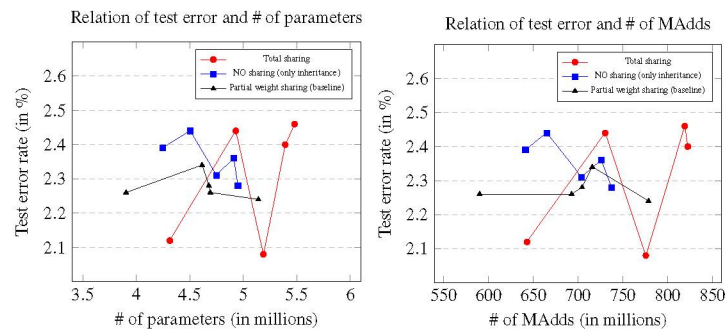 Relation of test error and # of parameters
Test error rate (in %)
2.6
2.5
2.4
2.3
2.2
2.1
Total sharing
NO sharing (only inheritance)
Partial weight sharing (baseline)
3.5 4 4.5 5 5.5 6
# of parameters (in millions)
Relation of test error and # of MAdds
Test error rate (in %)
2.6
2.5
2.4
2.3
2.2
2.1
Total sharing
NO sharing (only inheritance)
Partial weight sharing (baseline)
550 600 650 700 750 800 850
# of MAdds (in millions)